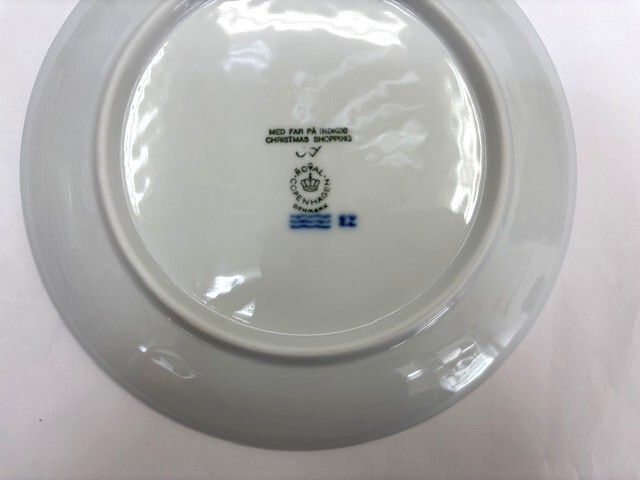 MED FAR PÅ INDKØB
CHRISTMAS SHOPPING
ROYAL
COPENHAGEN
DENMARK